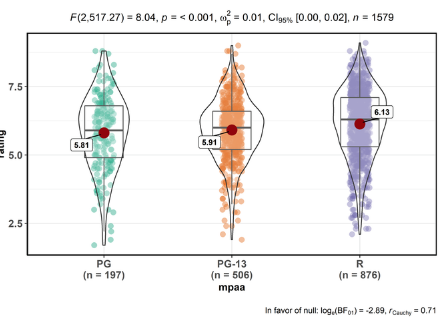 F(2,517.27) = 8.04, p = < 0.001, ω²ₚ = 0.01, CI₉₅% [0.00, 0.02], n = 1579
7.5
5.0
2.5
rating
5.81
5.91
6.13
PG PG-13 R
(n = 197) (n = 506) (n = 876)
mpaa
In favor of null: logₑ(BF₀₁) = -2.89, r Cauchy = 0.71